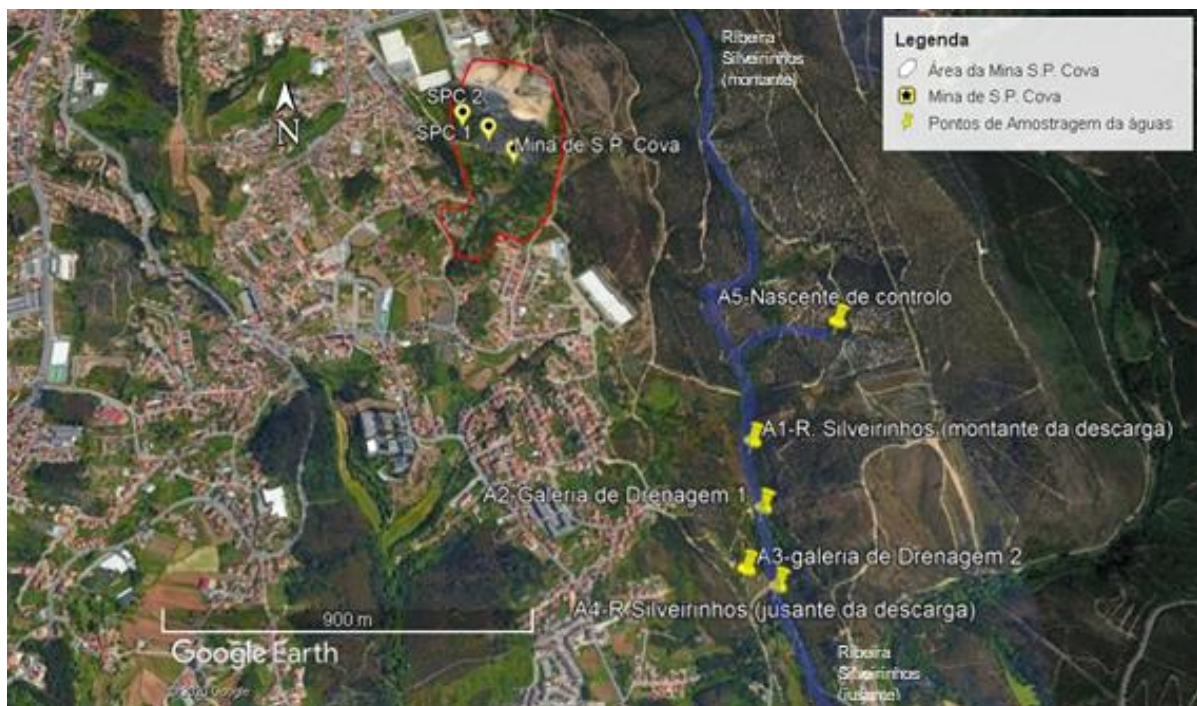 Ribeira
Silveirinhos
(montante)
Legenda
Área da Mina S.P. Cova
Mina de S.P. Cova
Pontos de Amostragem da águas
SPC 2
SPC 1
Mina de S.P. Cova
N
A5-Nascente de controlo
A1-R. Silveirinhos (montante da descarga)
A2-Galeria de Drenagem 1
A3-galeria de Drenagem 2
A4-R.Silveirinhos (jusante da descarga)
900 m
Google Earth
© 2020 Google
Ribeira
Silveirinhos
(jusante)